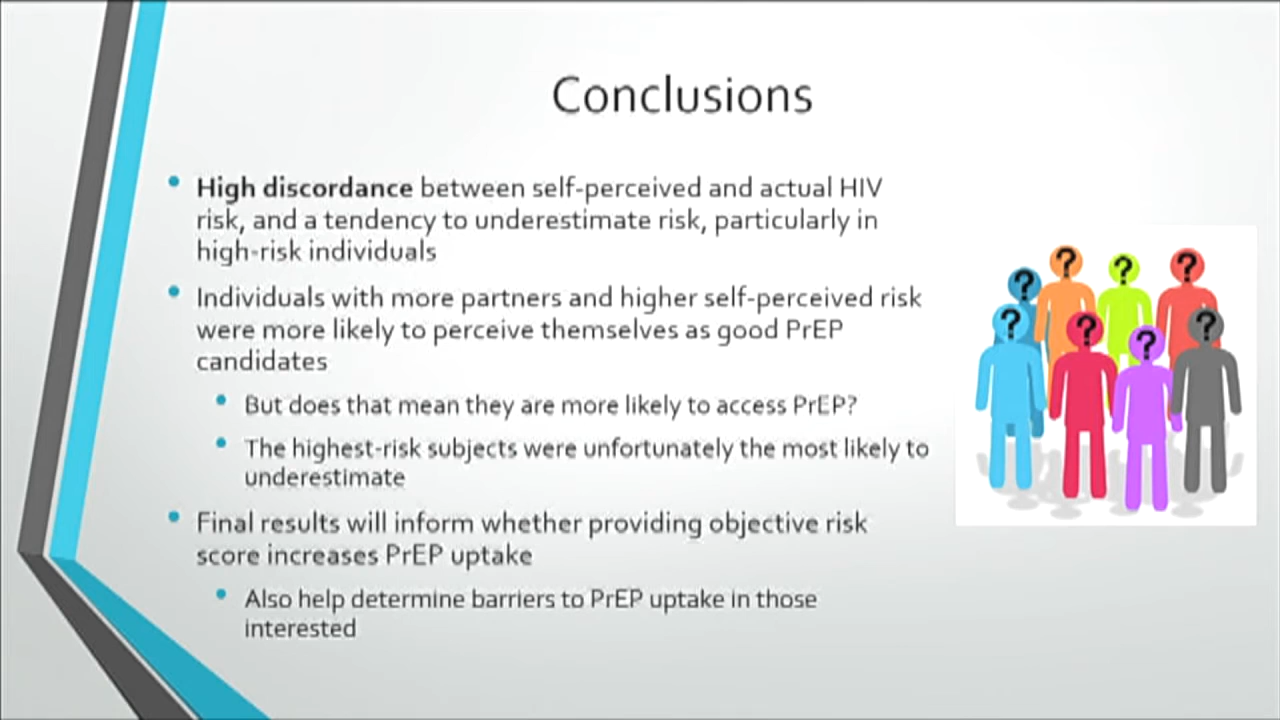 Conclusions
• High discordance between self-perceived and actual HIV
risk, and a tendency to underestimate risk, particularly in
high-risk individuals
• Individuals with more partners and higher self-perceived risk
were more likely to perceive themselves as good PrEP
candidates
• But does that mean they are more likely to access PrEP?
• The highest-risk subjects were unfortunately the most likely to
underestimate
• Final results will inform whether providing objective risk
score increases PrEP uptake
• Also help determine barriers to PrEP uptake in those
interested
? ? ? ?
? ? ? ?